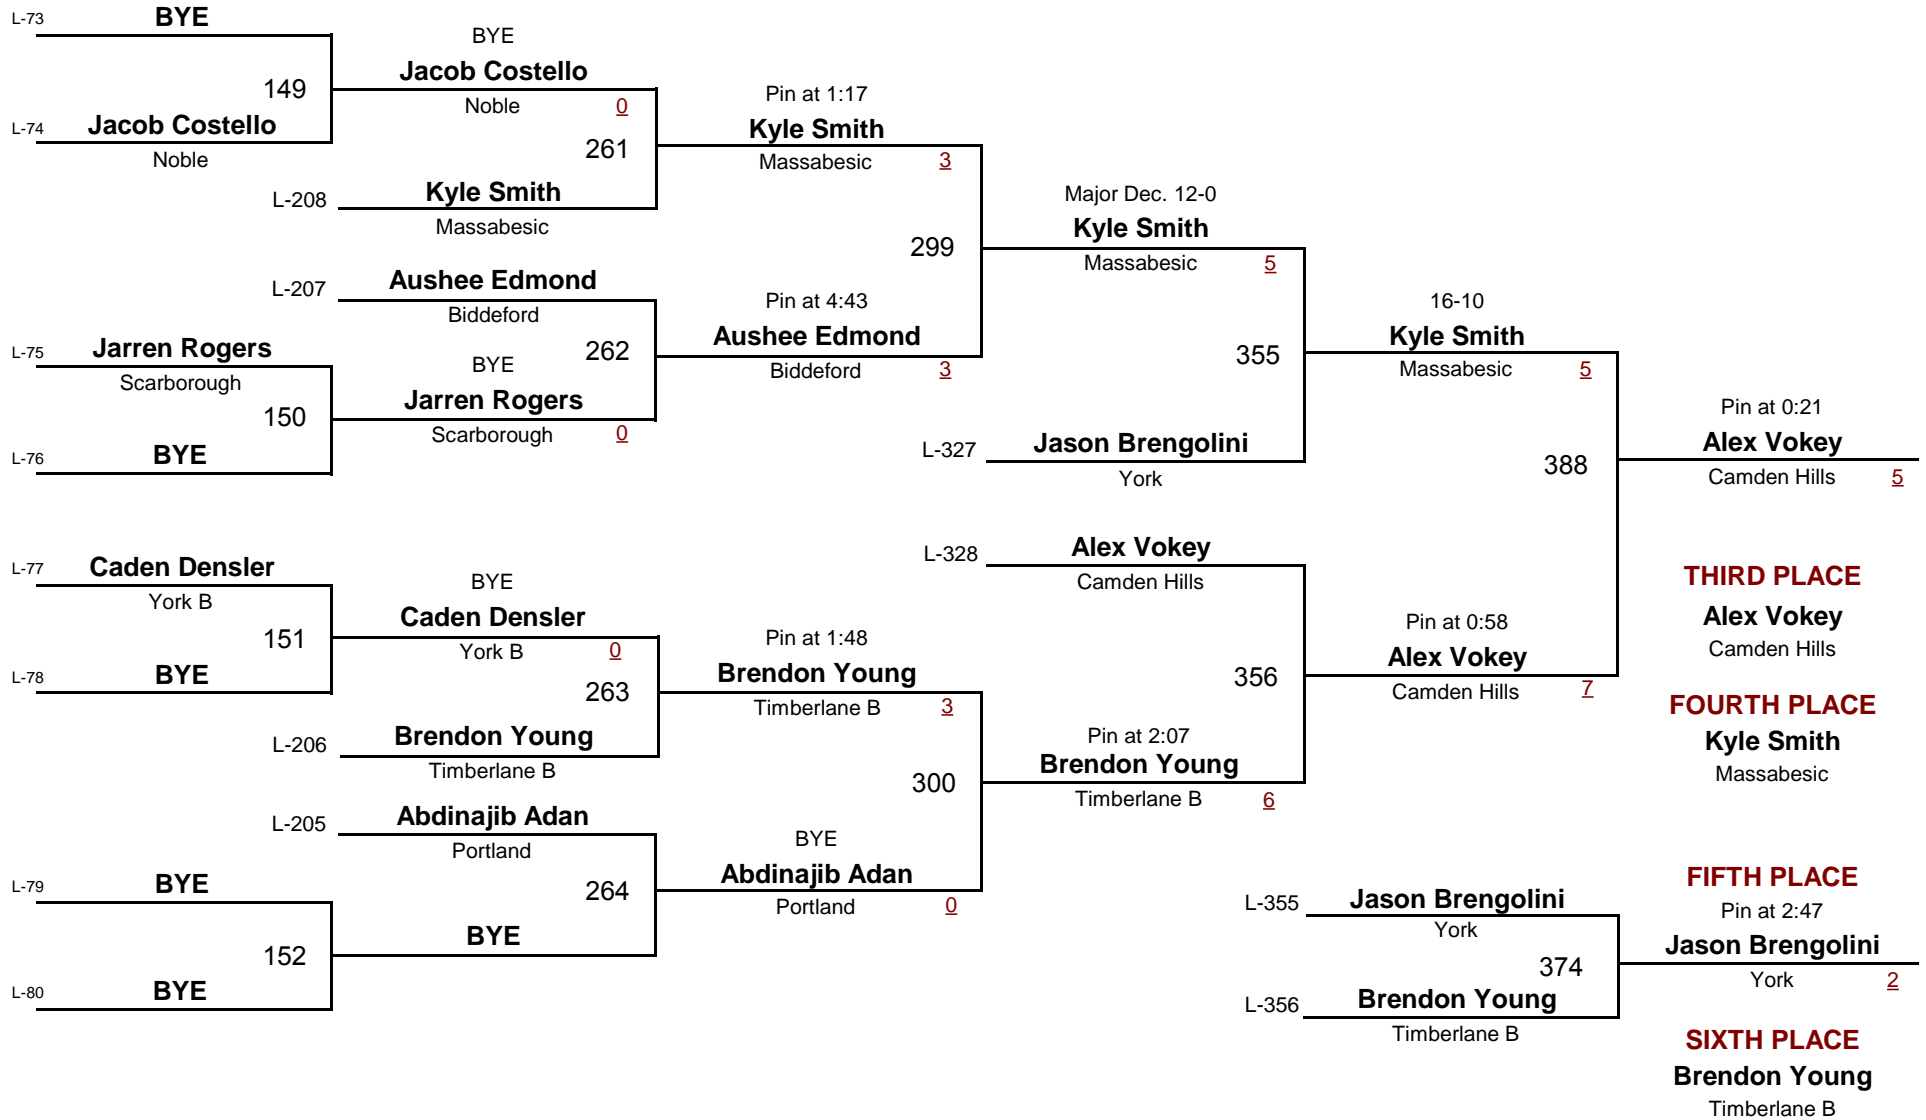 L-73 BYE
149
L-74 Jacob Costello
Noble
L-75 Jarren Rogers
Scarborough
150
L-76 BYE
L-77 Caden Densler
York B
151
L-78 BYE
L-79 BYE
152
L-80 BYE
BYE
Jacob Costello
Noble 0
261
L-208 Kyle Smith
Massabesic
L-207 Aushee Edmond
Biddeford
262
BYE
Jarren Rogers
Scarborough 0
BYE
Caden Densler
York B 0
263
L-206 Brendon Young
Timberlane B
L-205 Abdinajib Adan
Portland
264
BYE
Pin at 1:17
Kyle Smith
Massabesic 3
299
Pin at 4:43
Aushee Edmond
Biddeford 3
Pin at 1:48
Brendon Young
Timberlane B 3
300
BYE
Abdinajib Adan
Portland 0
Major Dec. 12-0
Kyle Smith
Massabesic 5
355
L-327 Jason Brengolini
York
L-328 Alex Vokey
Camden Hills
356
Pin at 2:07
Brendon Young
Timberlane B 6
16-10
Kyle Smith
Massabesic 5
388
Pin at 0:58
Alex Vokey
Camden Hills 7
Pin at 0:21
Alex Vokey
Camden Hills 5
THIRD PLACE
Alex Vokey
Camden Hills
FOURTH PLACE
Kyle Smith
Massabesic
L-355 Jason Brengolini
York
374
L-356 Brendon Young
Timberlane B
FIFTH PLACE
Pin at 2:47
Jason Brengolini
York 2
SIXTH PLACE
Brendon Young
Timberlane B